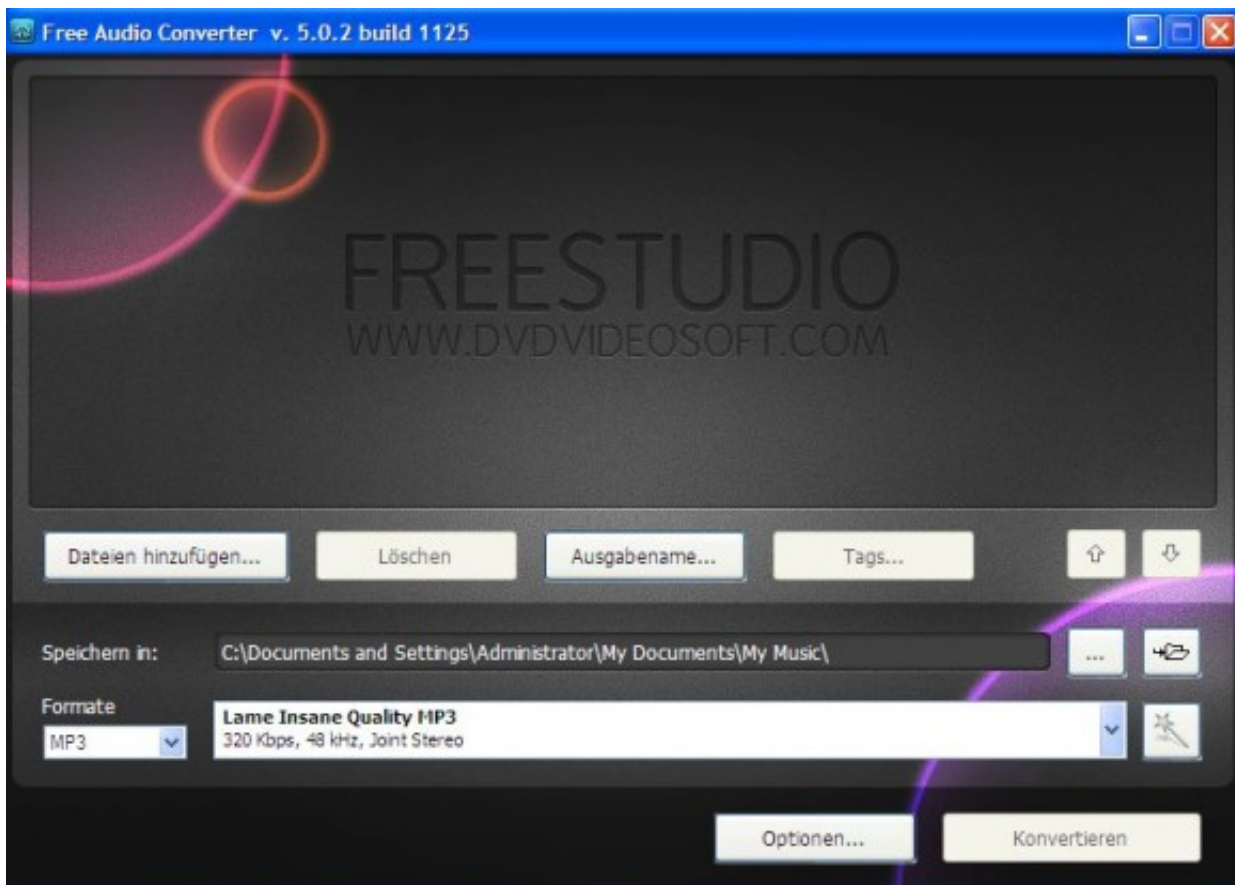 Free Audio Converter v. 5.0.2 build 1125
FREESTUDIO
WWW.DVDVIDEOSOFT.COM
Dateien hinzufügen...
Löschen
Ausgabename...
Tags...
Speichern in:
C:\Documents and Settings\Administrator\My Documents\My Music\
...
Formate
MP3
Lame Insane Quality MP3
320 Kbps, 48 kHz, Joint Stereo
Optionen...
Konvertieren